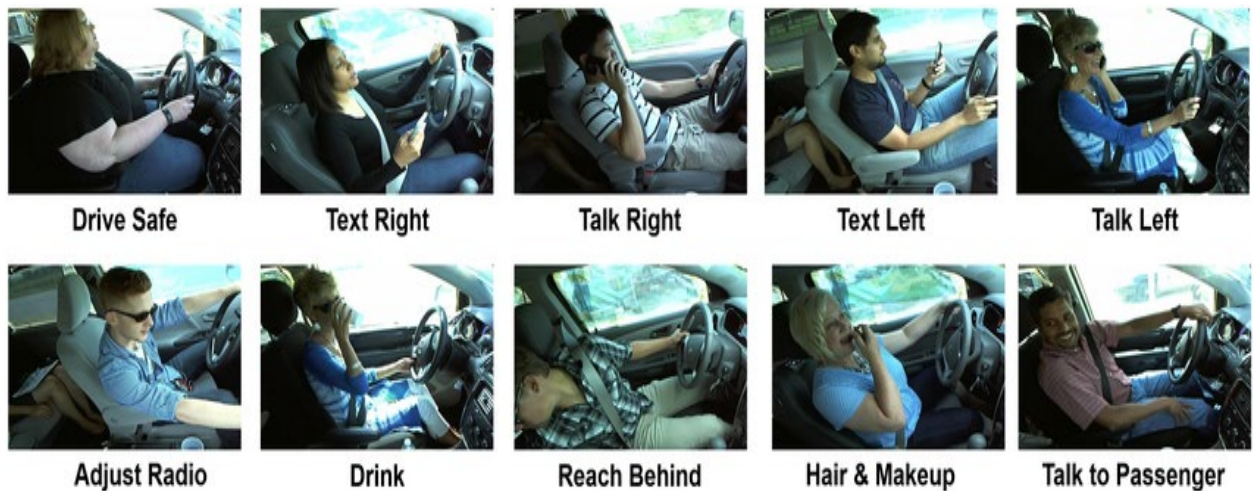 Drive Safe
Text Right
Talk Right
Text Left
Talk Left
Adjust Radio
Drink
Reach Behind
Hair & Makeup
Talk to Passenger